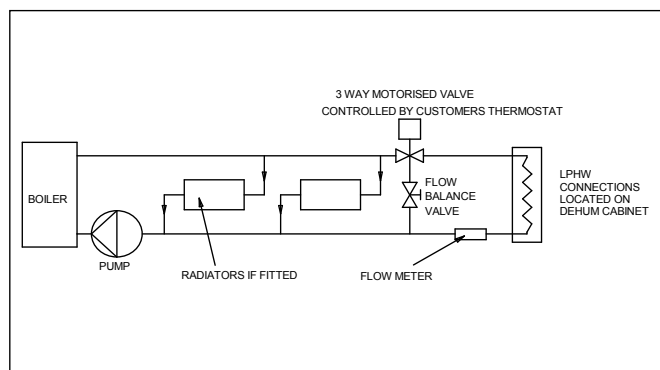 3 WAY MOTORISED VALVE
CONTROLLED BY CUSTOMERS THERMOSTAT
BOILER
FLOW
BALANCE
VALVE
LPHW
CONNECTIONS
LOCATED ON
DEHUM CABINET
PUMP
RADIATORS IF FITTED
FLOW METER